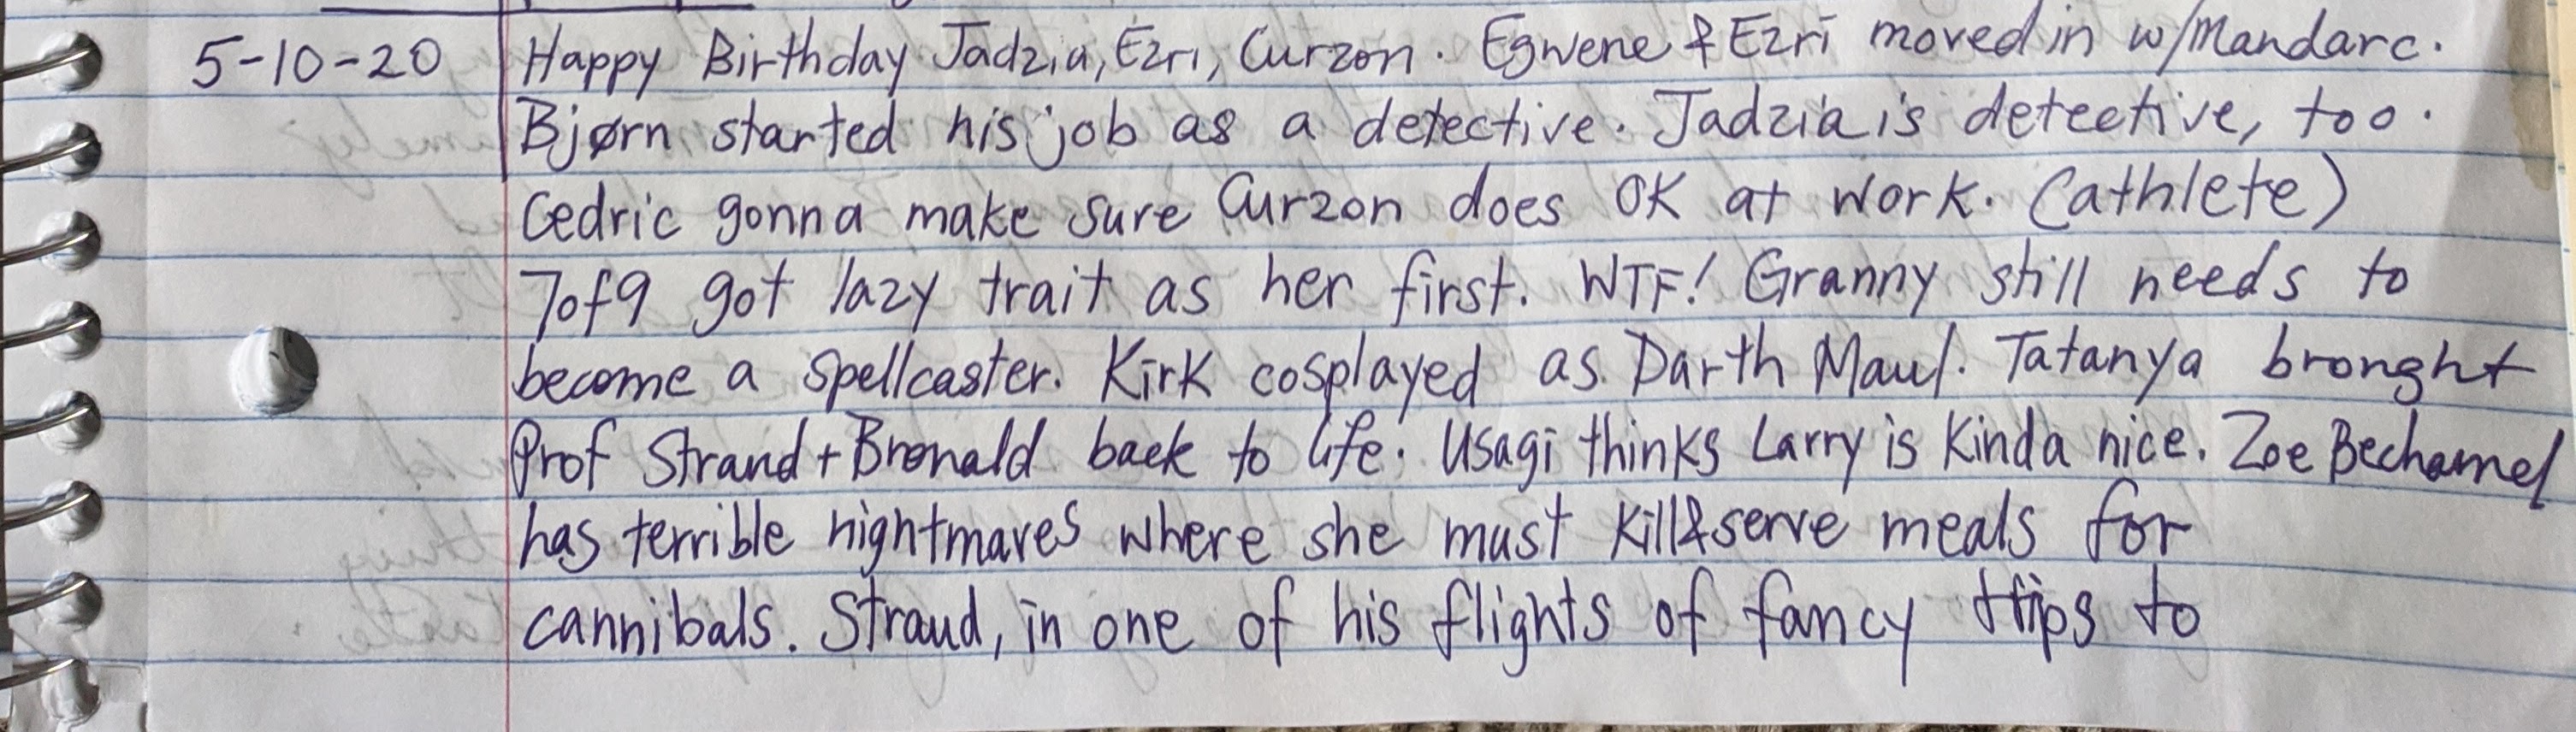 5-10-20 Happy Birthday Jadzia, Ezri, Curzon. Egwene & Ezri moved in w/Mandarc.
Bjørn started his job as a detective. Jadzia is detective, too.
Cedric gonna make sure Curzon does OK at work. (athlete)
7of9 got lazy trait as her first. WTF! Granny still needs to
become a spellcaster. Kirk cosplayed as Darth Maul. Tatanya brought
Prof Strand + Bronald back to life. Usagi thinks Larry is kinda nice. Zoe Bechamel
has terrible nightmares where she must kill & serve meals for
cannibals. Straud, in one of his flights of fancy trips to